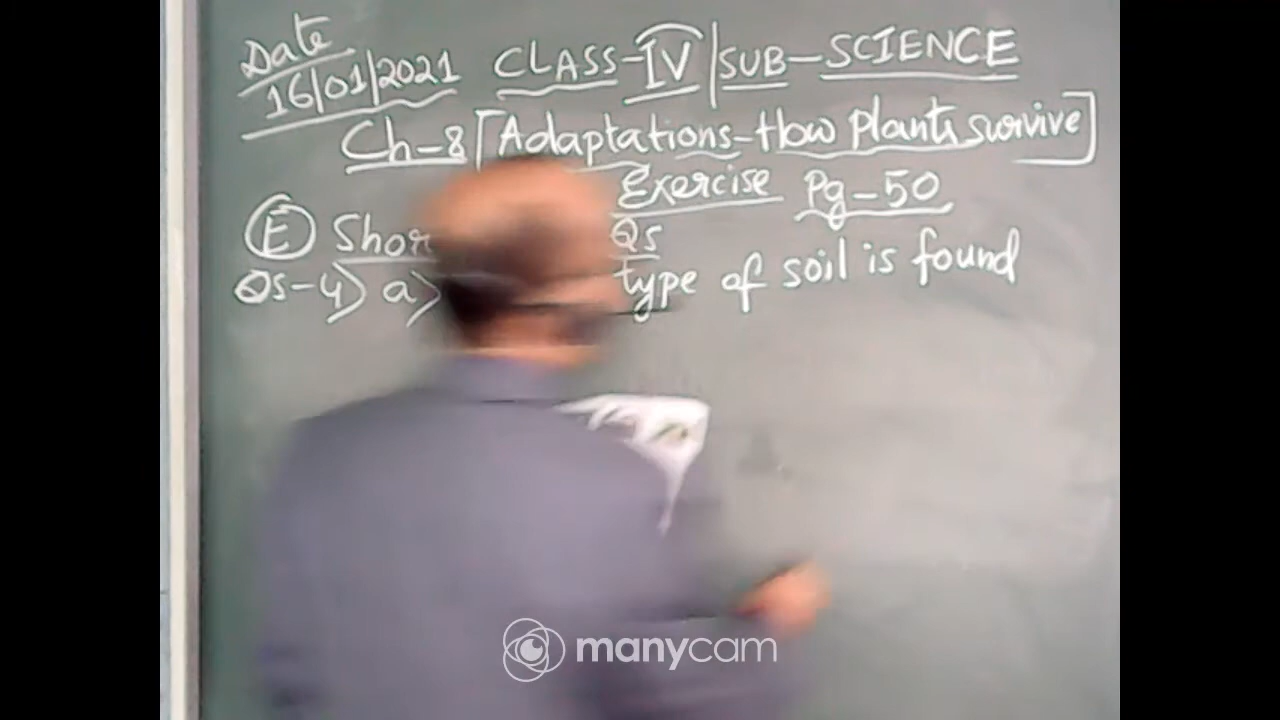 Date
16/01/2021 CLASS-IV | SUB-SCIENCE
Ch-8 [Adaptations-How Plants survive]
Exercise Pg-50
(E) Qs
Qs-4> a> type of soil is found
manycam